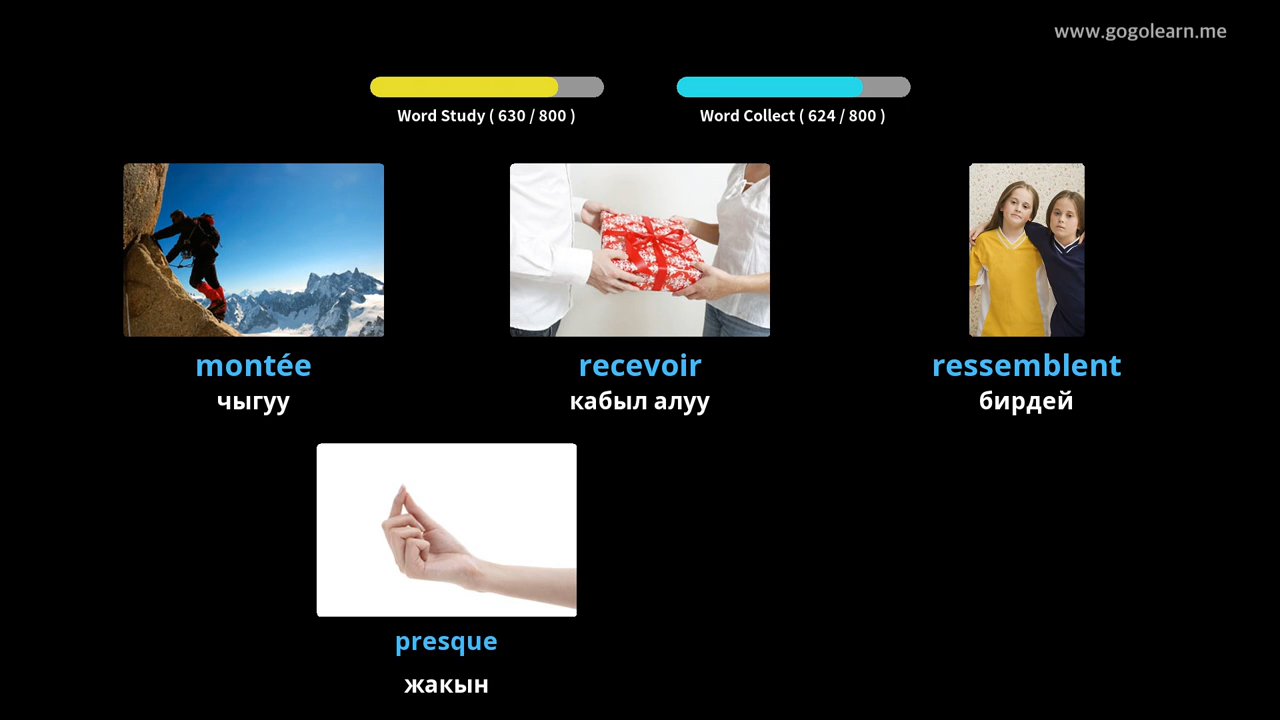 www.gogolearn.me
Word Study ( 630 / 800 )
Word Collect ( 624 / 800 )
montée
чыгуу
recevoir
кабыл алуу
ressemblent
бирдей
presque
жакын